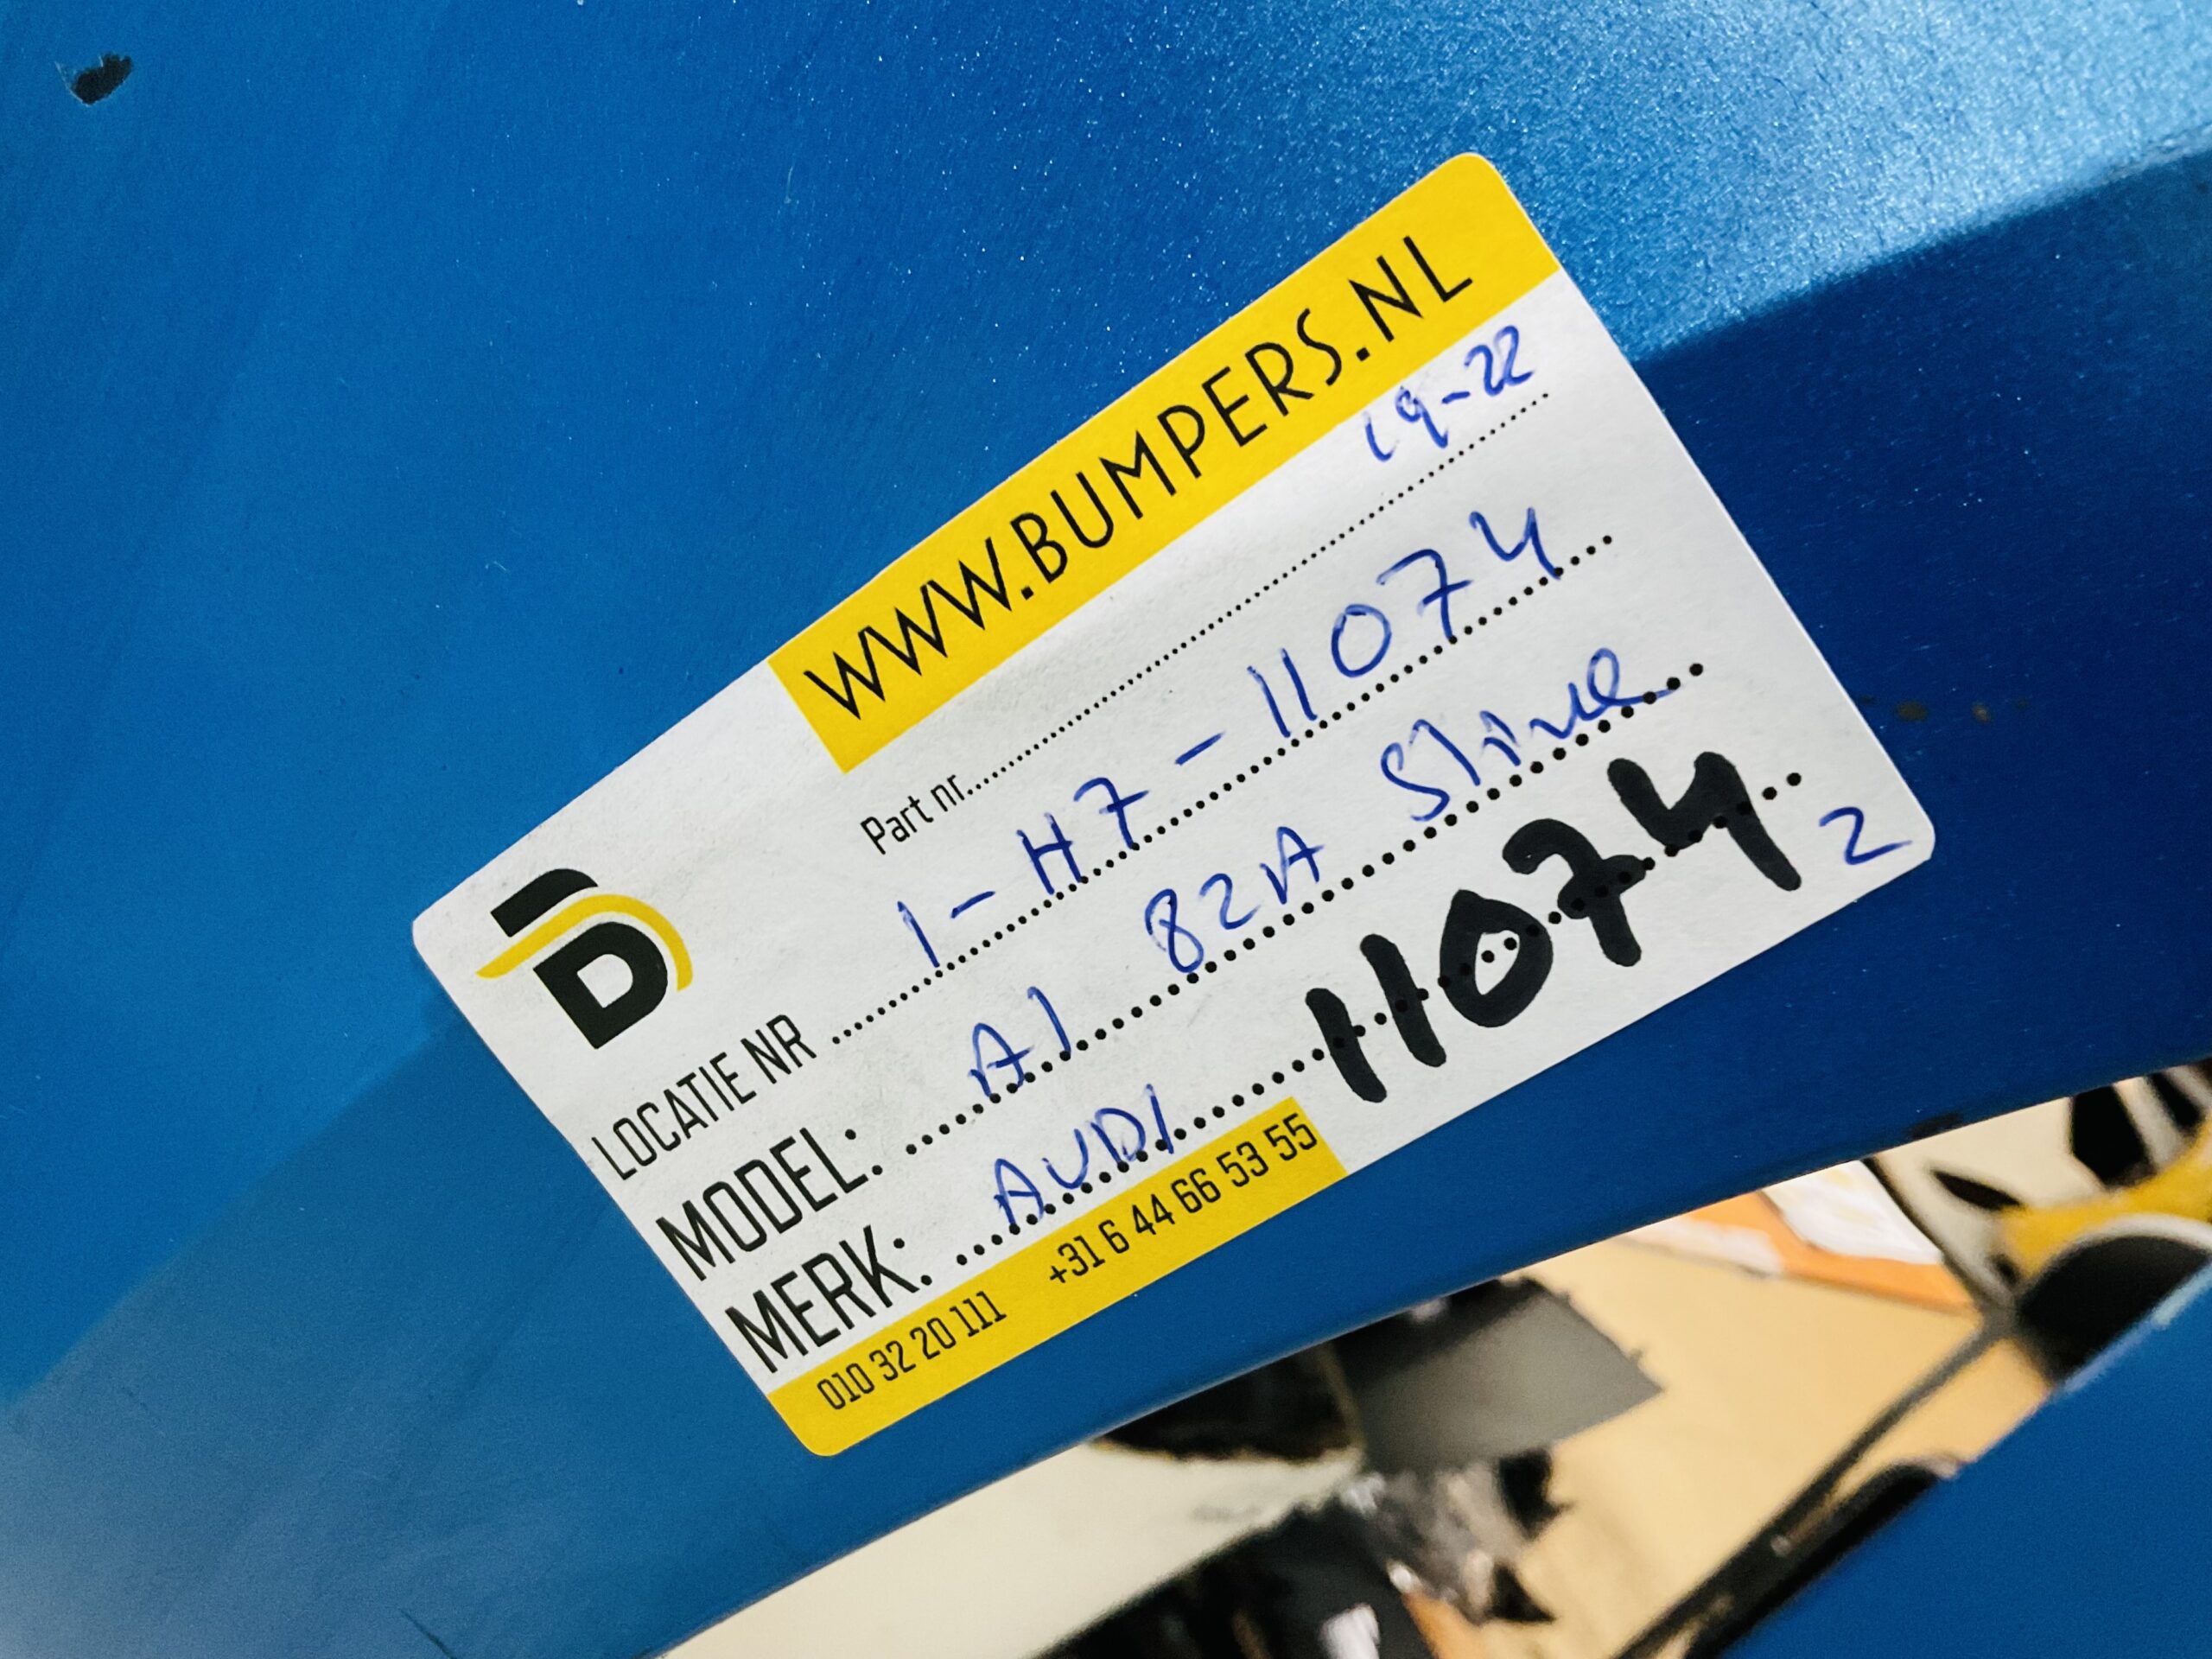 WWW.BUMPERS.NL
19-22
Part nr.........
LOCATIE NR ......... 1-H7-11074
MODEL: ......... A1 82A Sline
MERK: ......... AUDI 11074
2
010 32 20 111 +31 6 44 66 53 55